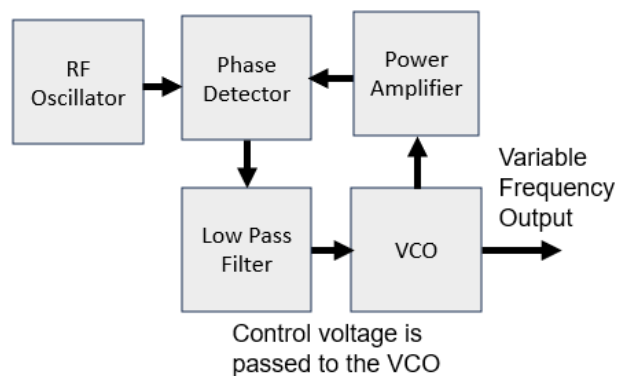 RF
Oscillator
Phase
Detector
Power
Amplifier
Variable
Frequency
Output
Low Pass
Filter
VCO
Control voltage is
passed to the VCO